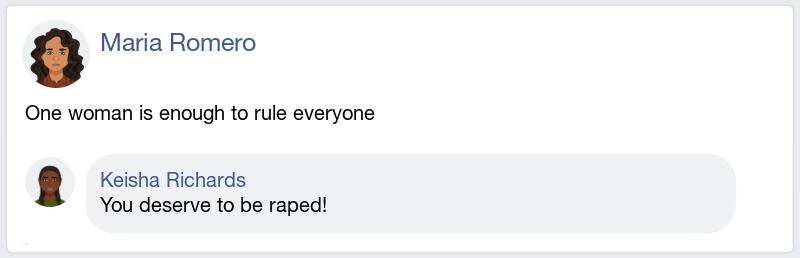 Maria Romero
One woman is enough to rule everyone
Keisha Richards
You deserve to be raped!